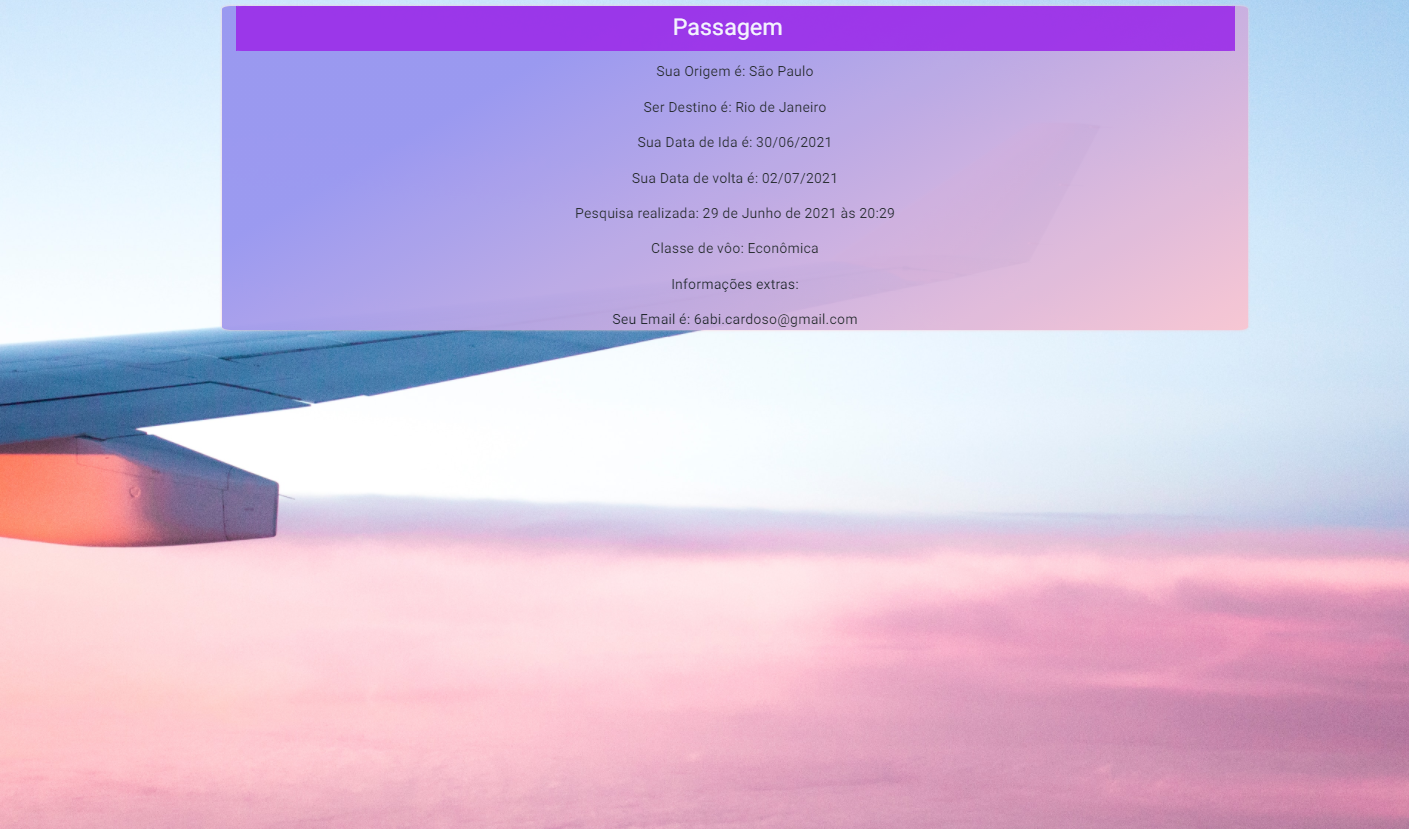 Passagem
Sua Origem é: São Paulo
Ser Destino é: Rio de Janeiro
Sua Data de Ida é: 30/06/2021
Sua Data de volta é: 02/07/2021
Pesquisa realizada: 29 de Junho de 2021 às 20:29
Classe de vôo: Econômica
Informações extras:
Seu Email é: 6abi.cardoso@gmail.com